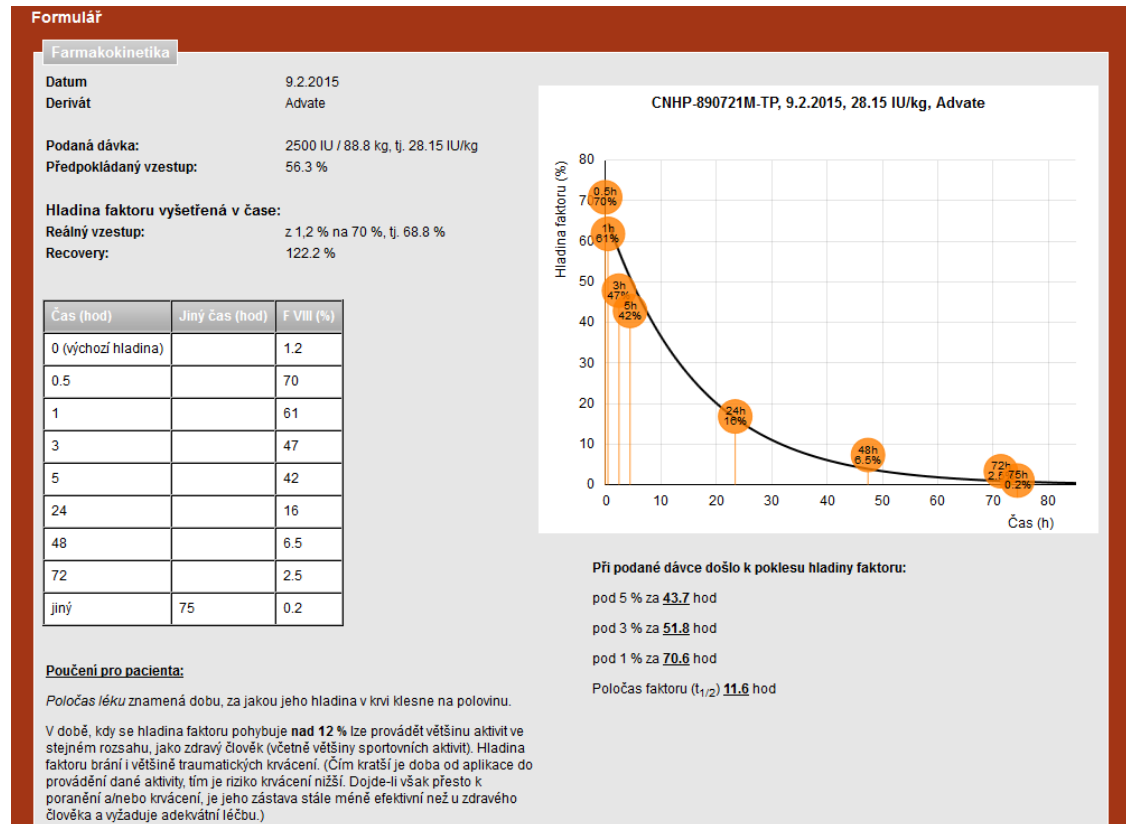 Formulář
Farmakokinetika
Datum 9.2.2015
Derivát Advate
Podaná dávka: 2500 IU / 88.8 kg, tj. 28.15 IU/kg
Předpokládaný vzestup: 56.3 %
Hladina faktoru vyšetřená v čase:
Reálný vzestup: z 1,2 % na 70 %, tj. 68.8 %
Recovery: 122.2 %
Čas (hod) Jiný čas (hod) F VIII (%)
0 (výchozí hladina) 1.2
0.5 70
1 61
3 47
5 42
24 16
48 6.5
72 2.5
jiný 75 0.2
Poučení pro pacienta:
Poločas léku znamená dobu, za jakou jeho hladina v krvi klesne na polovinu.
V době, kdy se hladina faktoru pohybuje nad 12 % lze provádět většinu aktivit ve
stejném rozsahu, jako zdravý člověk (včetně většiny sportovních aktivit). Hladina
faktoru brání i většině traumatických krvácení. (Čím kratší je doba od aplikace do
provádění dané aktivity, tím je riziko krvácení nižší. Dojde-li však přesto k
poranění a/nebo krvácení, je jeho zástava stále méně efektivní než u zdravého
člověka a vyžaduje adekvátní léčbu.)
CNHP-890721M-TP, 9.2.2015, 28.15 IU/kg, Advate
Hladina faktoru (%)
80
70
60
50
40
30
20
10
0
0.5h
70%
1h
61%
3h
47%
5h
42%
24h
16%
48h
6.5%
72h
75h
0.2%
0 10 20 30 40 50 60 70 80
Čas (h)
Při podané dávce došlo k poklesu hladiny faktoru:
pod 5 % za 43.7 hod
pod 3 % za 51.8 hod
pod 1 % za 70.6 hod
Poločas faktoru (t1/2) 11.6 hod